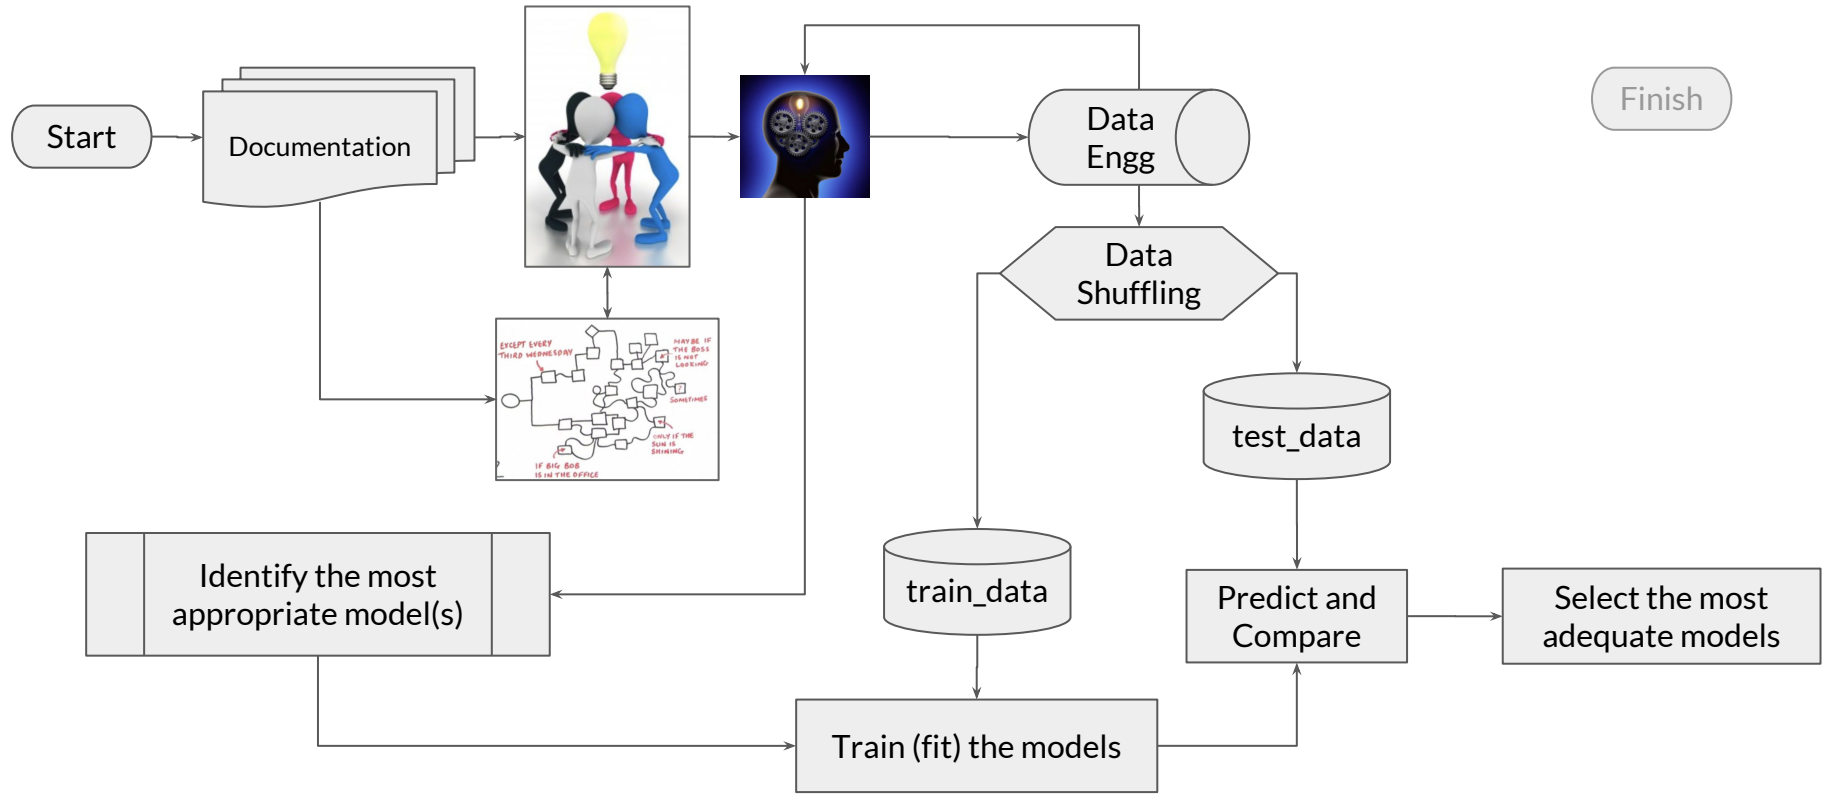 Start
Documentation
Data
Engg
Finish
Data
Shuffling
EXCEPT EVERY
THIRD WEDNESDAY
MAYBE IF
THE BOSS
IS NOT
LOOKING
?
SOMETIMES
ONLY IF THE
SUN IS
SHINING
IF BIG BOB
IS IN THE OFFICE
test_data
train_data
Identify the most
appropriate model(s)
Predict and
Compare
Select the most
adequate models
Train (fit) the models